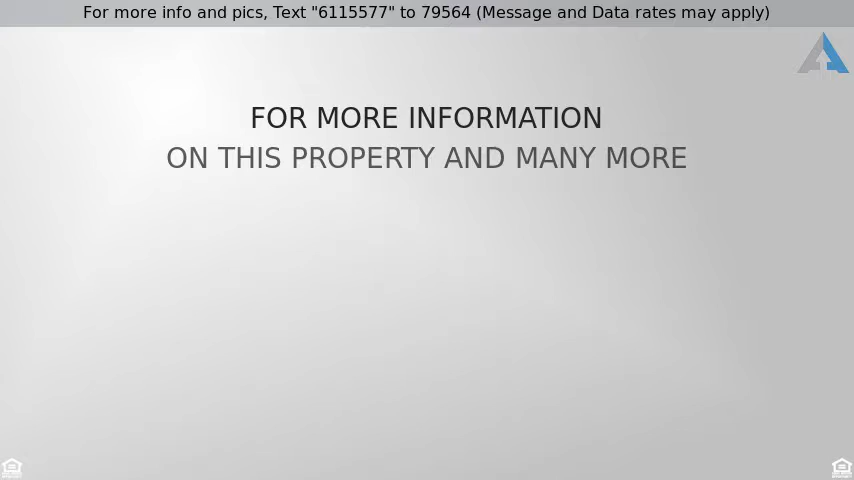 For more info and pics, Text "6115577" to 79564 (Message and Data rates may apply)
FOR MORE INFORMATION
ON THIS PROPERTY AND MANY MORE